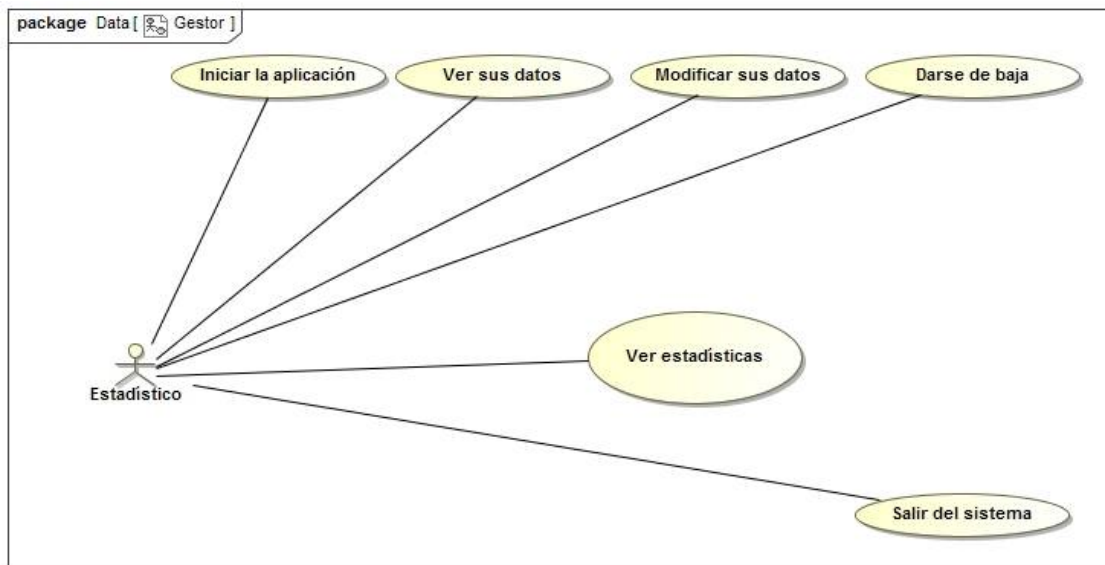 package Data [ Gestor ]
Iniciar la aplicación
Ver sus datos
Modificar sus datos
Darse de baja
Ver estadísticas
Estadístico
Salir del sistema